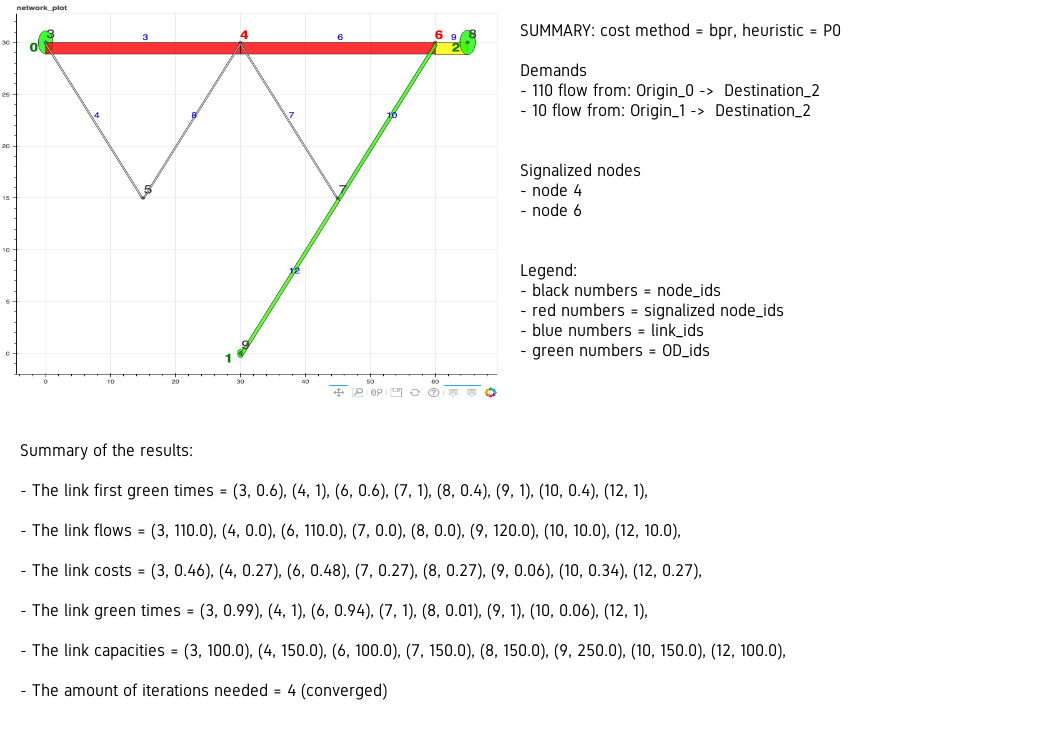 network_plot
3
3
4
6
6
9
8
0
2
30
25
4
8
7
10
20
5
7
15
10
12
5
9
1
0
0
10
20
30
40
50
60
SUMMARY: cost method = bpr, heuristic = P0
Demands
- 110 flow from: Origin_0 -> Destination_2
- 10 flow from: Origin_1 -> Destination_2
Signalized nodes
- node 4
- node 6
Legend:
- black numbers = node_ids
- red numbers = signalized node_ids
- blue numbers = link_ids
- green numbers = OD_ids
Summary of the results:
- The link first green times = (3, 0.6), (4, 1), (6, 0.6), (7, 1), (8, 0.4), (9, 1), (10, 0.4), (12, 1),
- The link flows = (3, 110.0), (4, 0.0), (6, 110.0), (7, 0.0), (8, 0.0), (9, 120.0), (10, 10.0), (12, 10.0),
- The link costs = (3, 0.46), (4, 0.27), (6, 0.48), (7, 0.27), (8, 0.27), (9, 0.06), (10, 0.34), (12, 0.27),
- The link green times = (3, 0.99), (4, 1), (6, 0.94), (7, 1), (8, 0.01), (9, 1), (10, 0.06), (12, 1),
- The link capacities = (3, 100.0), (4, 150.0), (6, 100.0), (7, 150.0), (8, 150.0), (9, 250.0), (10, 150.0), (12, 100.0),
- The amount of iterations needed = 4 (converged)